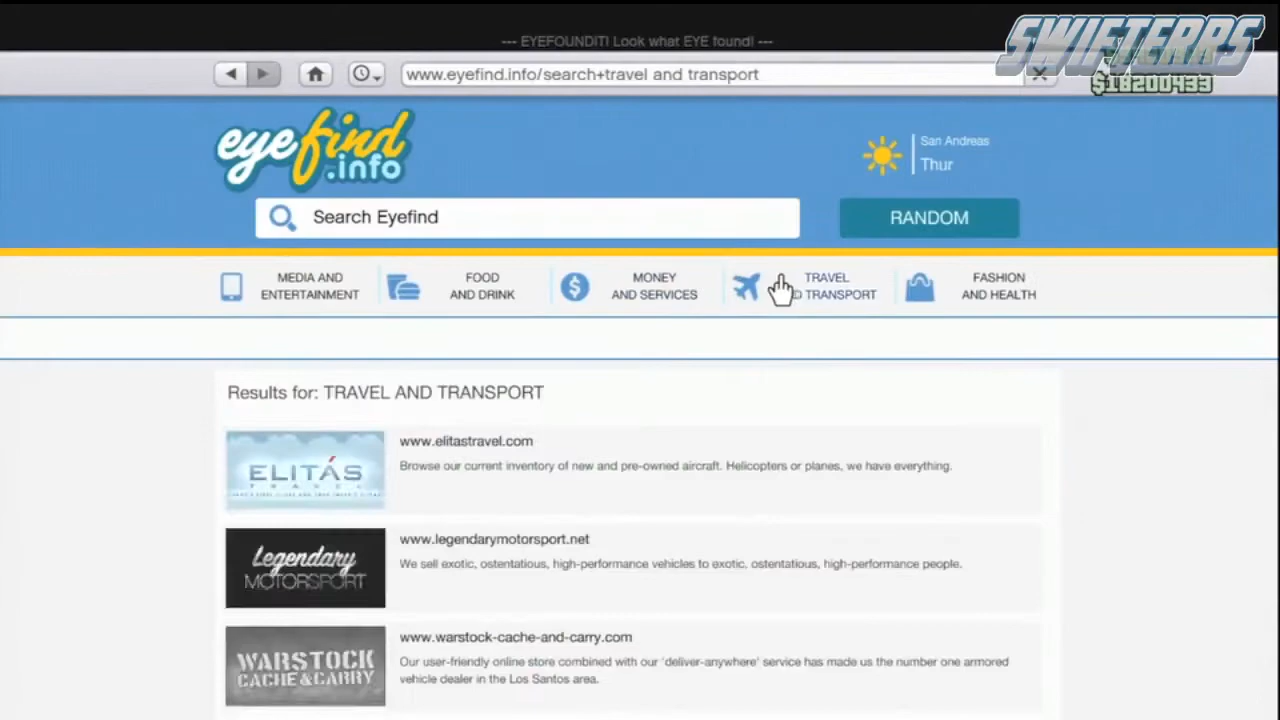 --- EYEFOUNDIT! Look what EYE found! ---
SWIFTERPS
www.eyefind.info/search+travel and transport
$18200433
eyefind
.info
San Andreas
Thur
Search Eyefind
RANDOM
MEDIA AND
ENTERTAINMENT
FOOD
AND DRINK
MONEY
AND SERVICES
TRAVEL
D TRANSPORT
FASHION
AND HEALTH
Results for: TRAVEL AND TRANSPORT
ELITÁS
TRAVEL
www.elitastravel.com
Browse our current inventory of new and pre-owned aircraft. Helicopters or planes, we have everything.
Legendary
MOTORSPORT
www.legendarymotorsport.net
We sell exotic, ostentatious, high-performance vehicles to exotic, ostentatious, high-performance people.
WARSTOCK
CACHE & CARRY
www.warstock-cache-and-carry.com
Our user-friendly online store combined with our 'deliver-anywhere' service has made us the number one armored
vehicle dealer in the Los Santos area.